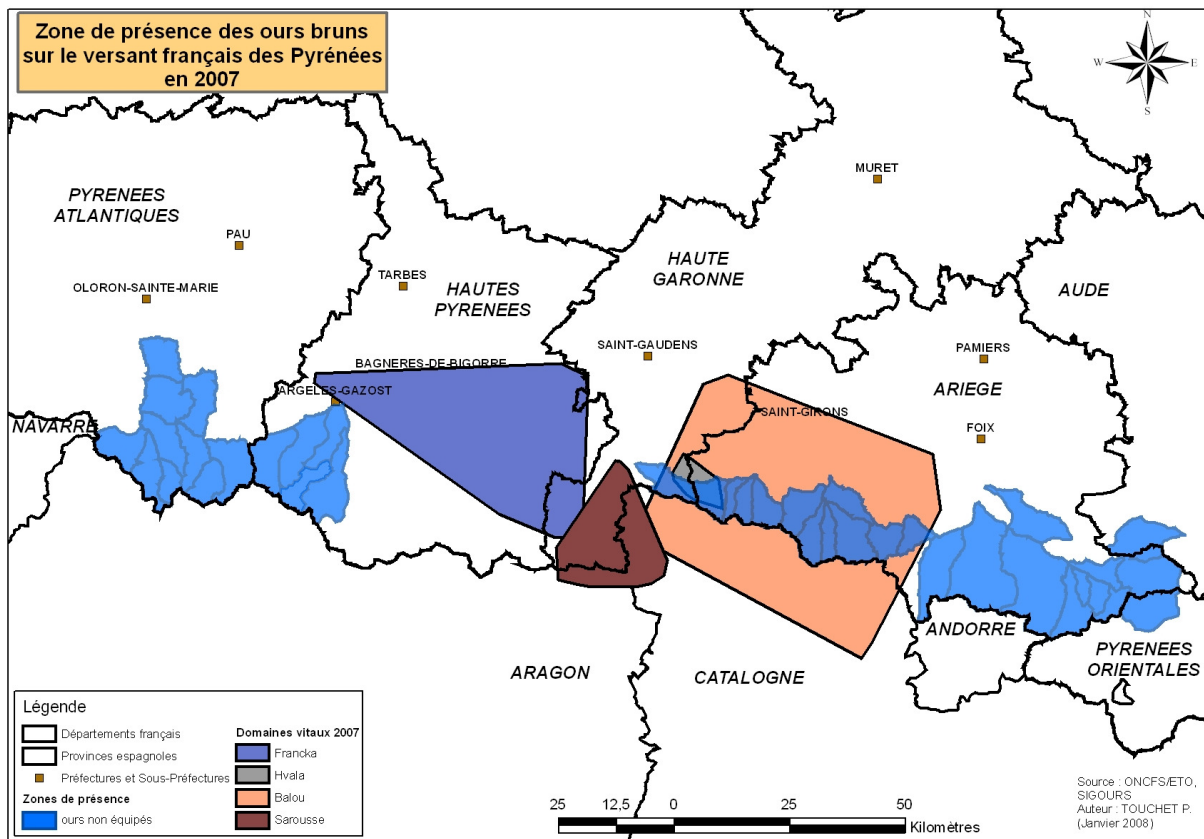 Zone de présence des ours bruns
sur le versant français des Pyrénées
en 2007
N
W
E
S
MURET
PYRENEES
ATLANTIQUES
PAU
HAUTE
GARONNE
TARBES
OLORON-SAINTE-MARIE
HAUTES
PYRENEES
AUDE
SAINT-GAUDENS
PAMIERS
BAGNERES-DE-BIGORRE
ARGELES-GAZOST
ARIEGE
SAINT-GIRONS
NAVARRE
FOIX
ANDORRE
PYRENEES
ORIENTALES
ARAGON
CATALOGNE
Légende
Départements français
Provinces espagnoles
Préfectures et Sous-Préfectures
Zones de présence
ours non équipés
Domaines vitaux 2007
Francka
Hvala
Balou
Sarousse
25 12,5 0 25 50
Kilomètres
Source : ONCFS/ETO,
SIGOURS
Auteur : TOUCHET P.
(Janvier 2008)